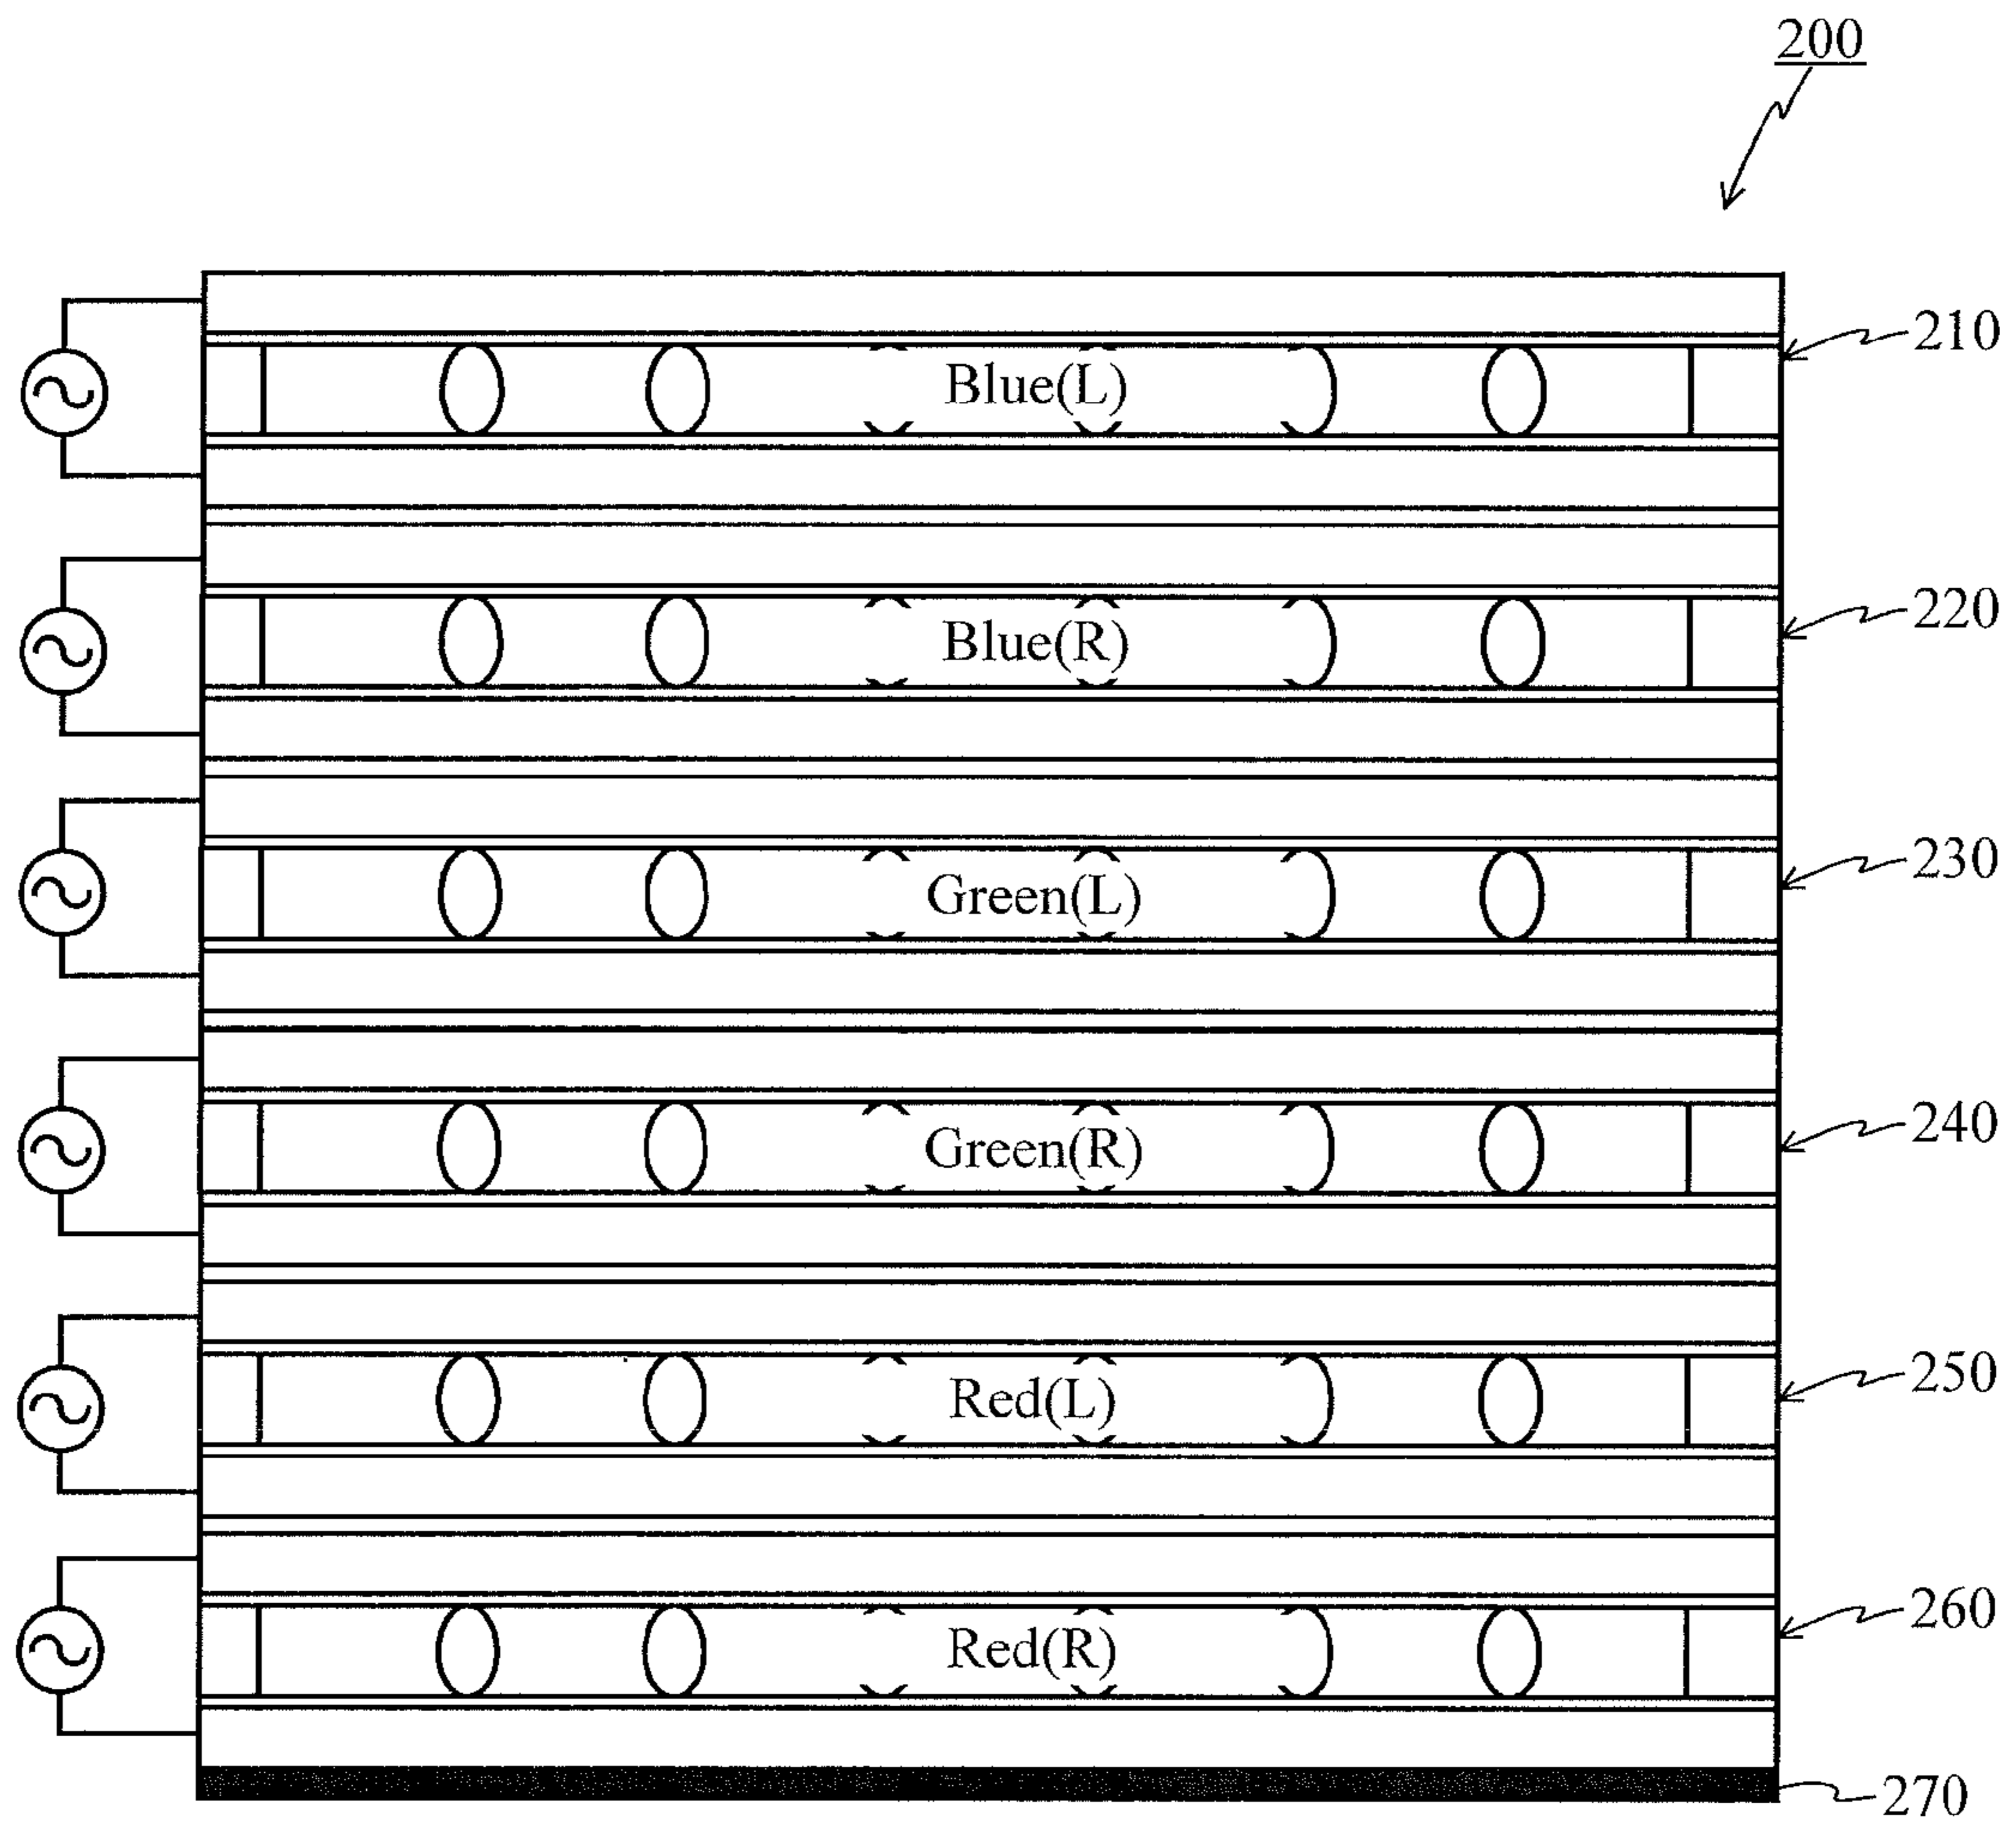 200
210
Blue(L)
220
Blue(R)
230
Green(L)
240
Green(R)
250
Red(L)
260
Red(R)
270